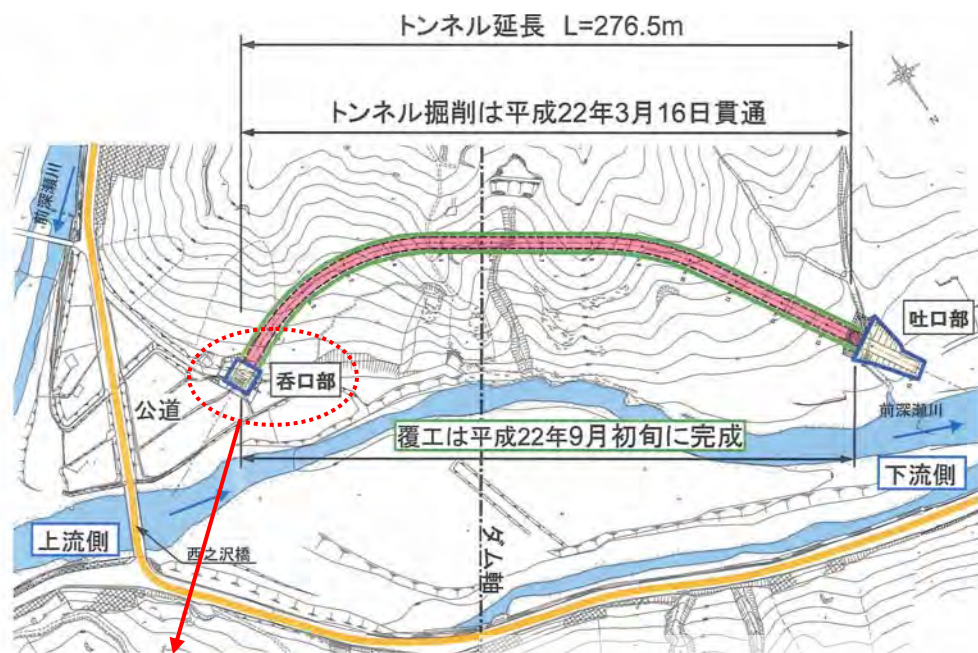 トンネル延長 L=276.5m
トンネル掘削は平成22年3月16日貫通
前深瀬川
吐口部
呑口部
公道
前深瀬川
覆工は平成22年9月初旬に完成
下流側
上流側
西之沢橋
ダム軸